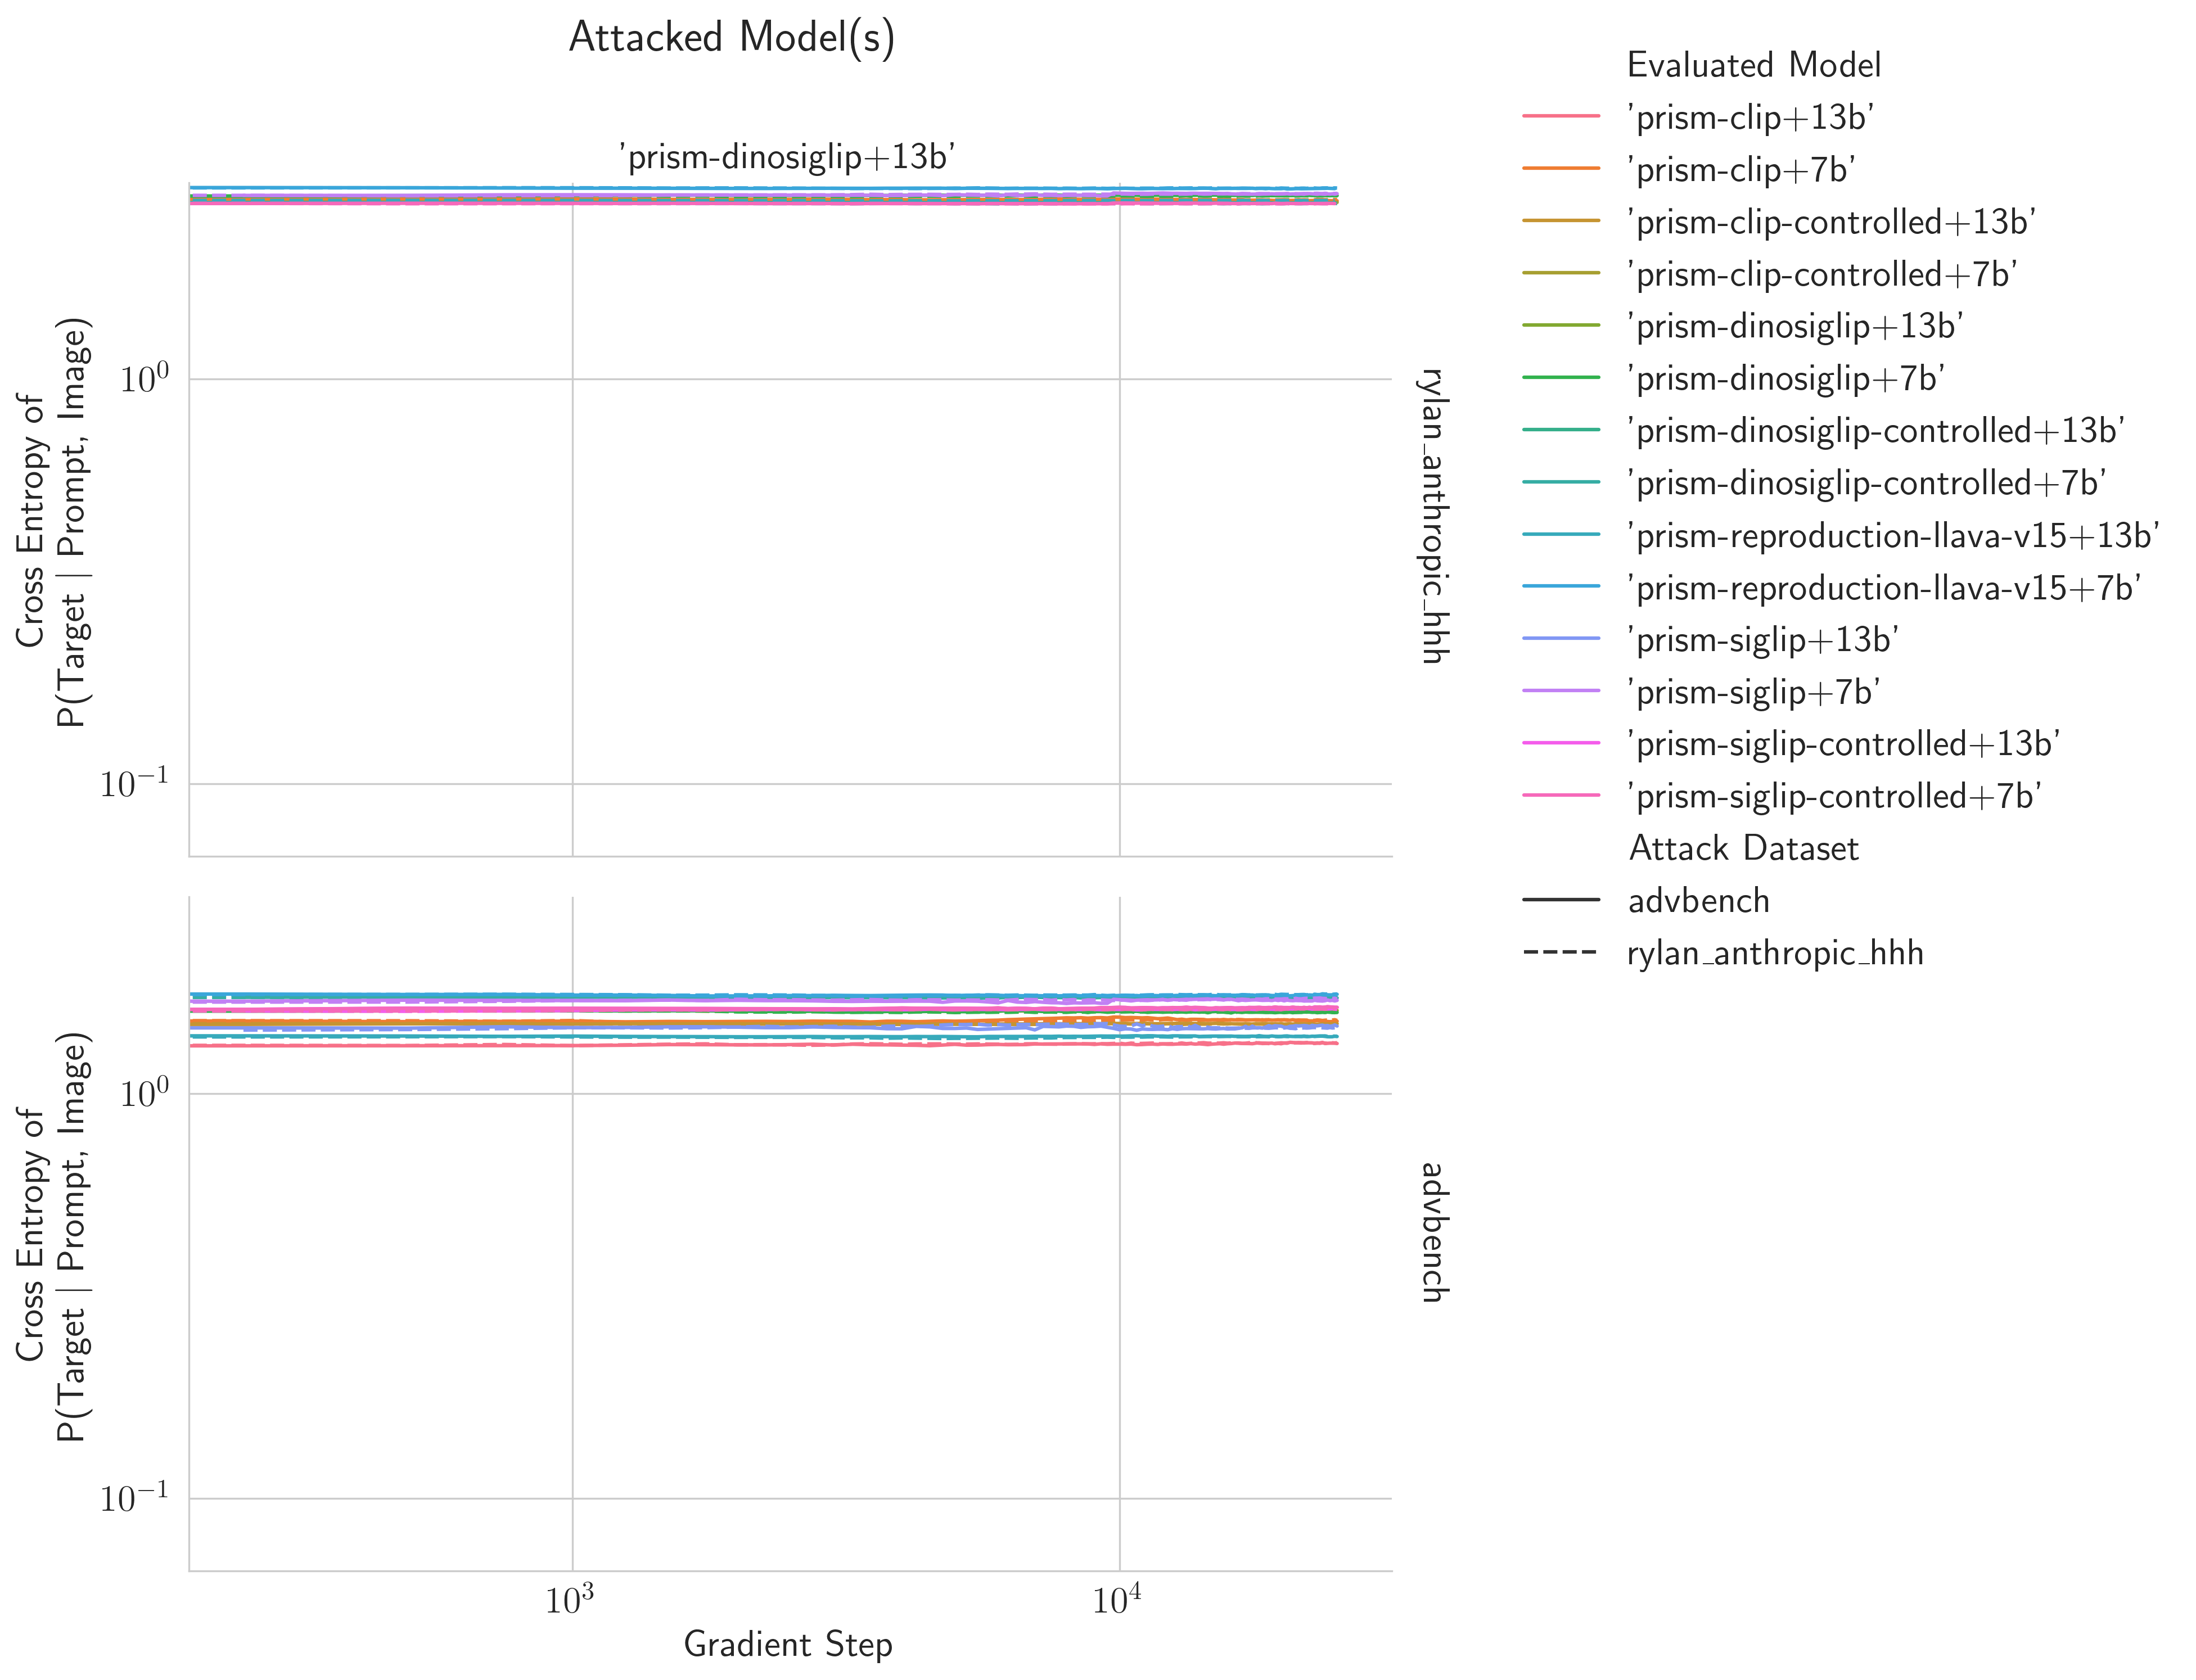 Attacked Model(s)
'prism-dinosiglip+13b'
Cross Entropy of
P(Target | Prompt, Image)
10^0
10^-1
rylan_anthropic_hhh
Cross Entropy of
P(Target | Prompt, Image)
10^0
10^-1
advbench
10^3
10^4
Gradient Step
Evaluated Model
'prism-clip+13b'
'prism-clip+7b'
'prism-clip-controlled+13b'
'prism-clip-controlled+7b'
'prism-dinosiglip+13b'
'prism-dinosiglip+7b'
'prism-dinosiglip-controlled+13b'
'prism-dinosiglip-controlled+7b'
'prism-reproduction-llava-v15+13b'
'prism-reproduction-llava-v15+7b'
'prism-siglip+13b'
'prism-siglip+7b'
'prism-siglip-controlled+13b'
'prism-siglip-controlled+7b'
Attack Dataset
advbench
rylan_anthropic_hhh